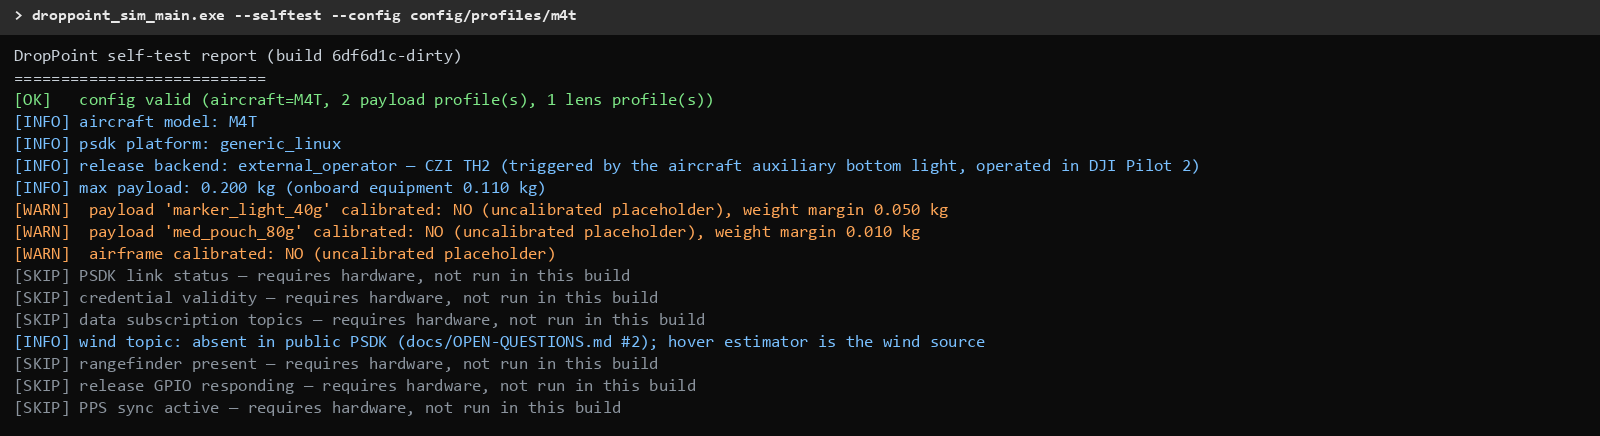 > droppoint_sim_main.exe --selftest --config config/profiles/m4t
DropPoint self-test report (build 6df6d1c-dirty)
===========================
[OK]   config valid (aircraft=M4T, 2 payload profile(s), 1 lens profile(s))
[INFO] aircraft model: M4T
[INFO] psdk platform: generic_linux
[INFO] release backend: external_operator — CZI TH2 (triggered by the aircraft auxiliary bottom light, operated in DJI Pilot 2)
[INFO] max payload: 0.200 kg (onboard equipment 0.110 kg)
[WARN]  payload 'marker_light_40g' calibrated: NO (uncalibrated placeholder), weight margin 0.050 kg
[WARN]  payload 'med_pouch_80g' calibrated: NO (uncalibrated placeholder), weight margin 0.010 kg
[WARN]  airframe calibrated: NO (uncalibrated placeholder)
[SKIP] PSDK link status — requires hardware, not run in this build
[SKIP] credential validity — requires hardware, not run in this build
[SKIP] data subscription topics — requires hardware, not run in this build
[INFO] wind topic: absent in public PSDK (docs/OPEN-QUESTIONS.md #2); hover estimator is the wind source
[SKIP] rangefinder present — requires hardware, not run in this build
[SKIP] release GPIO responding — requires hardware, not run in this build
[SKIP] PPS sync active — requires hardware, not run in this build